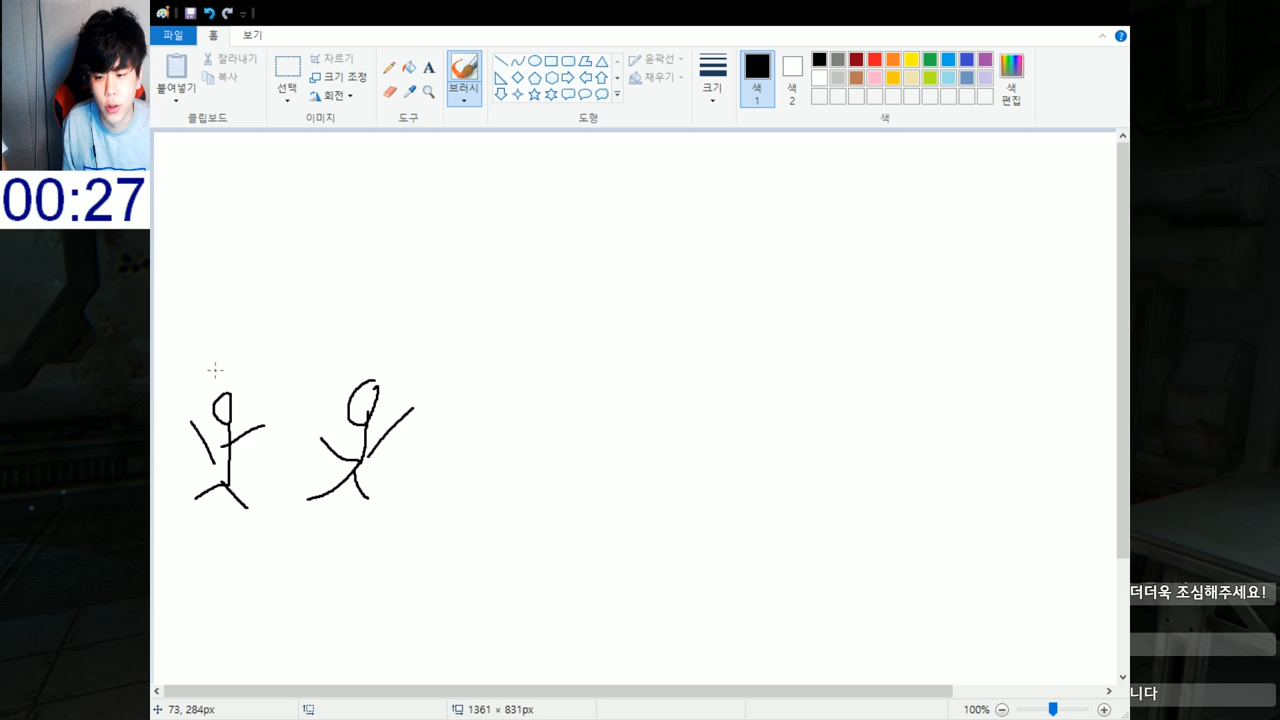 파일
홈
보기
붙여넣기
잘라내기
복사
클립보드
선택
자르기
크기 조정
회전
이미지
A
도구
브러시
윤곽선
채우기
도형
크기
색
1
색
2
색
편집
색
00:27
더더욱 조심해주세요!
니다
73, 284px
1361 × 831px
100%